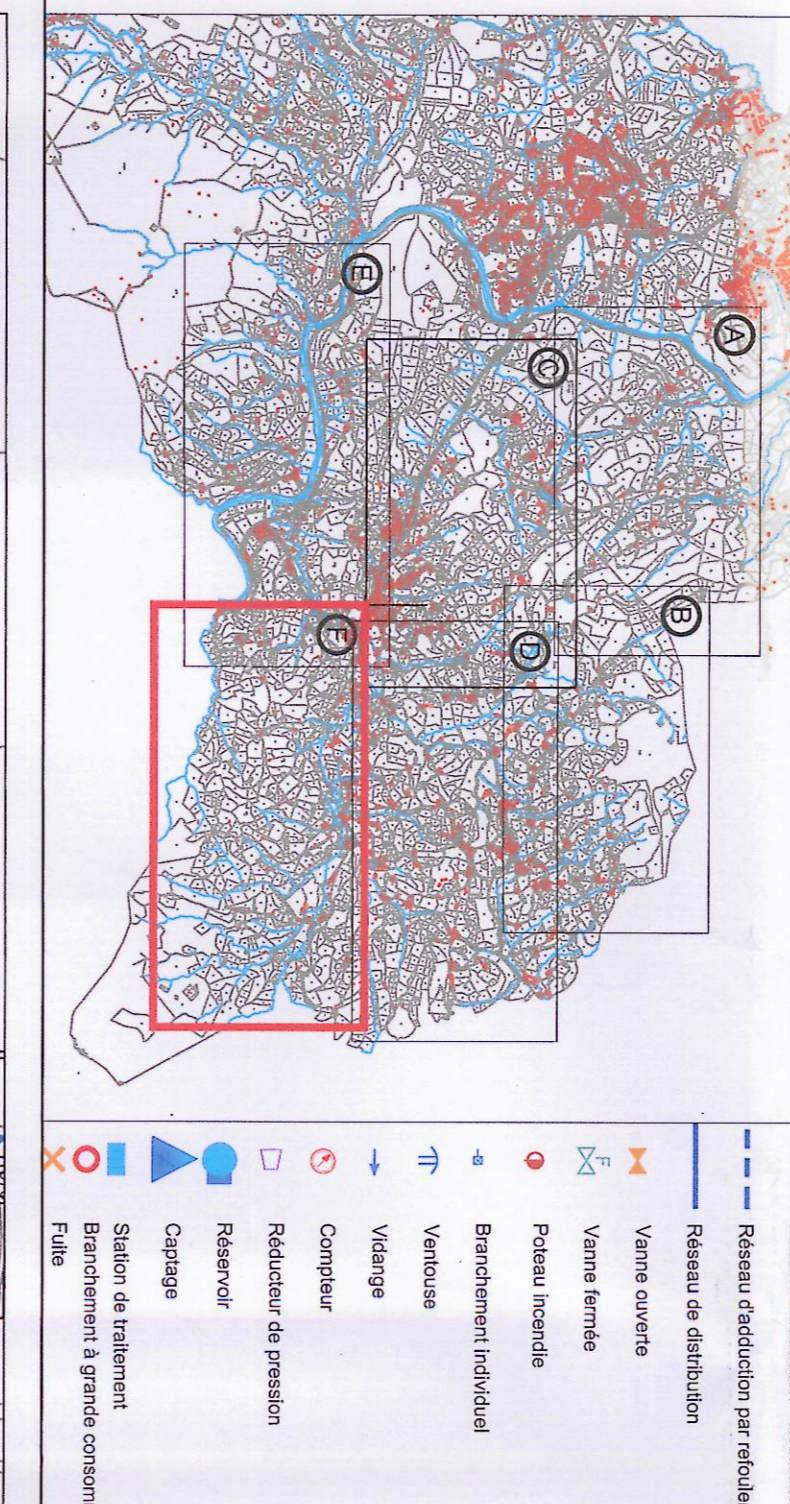 A
B
C
D
E
F
Réseau d'adduction par refoule
Réseau de distribution
Vanne ouverte
F
Vanne fermée
Poteau incendie
Branchement individuel
Ventouse
Vidange
Compteur
Réducteur de pression
Réservoir
Captage
Station de traitement
Branchement à grande consom
Fuite